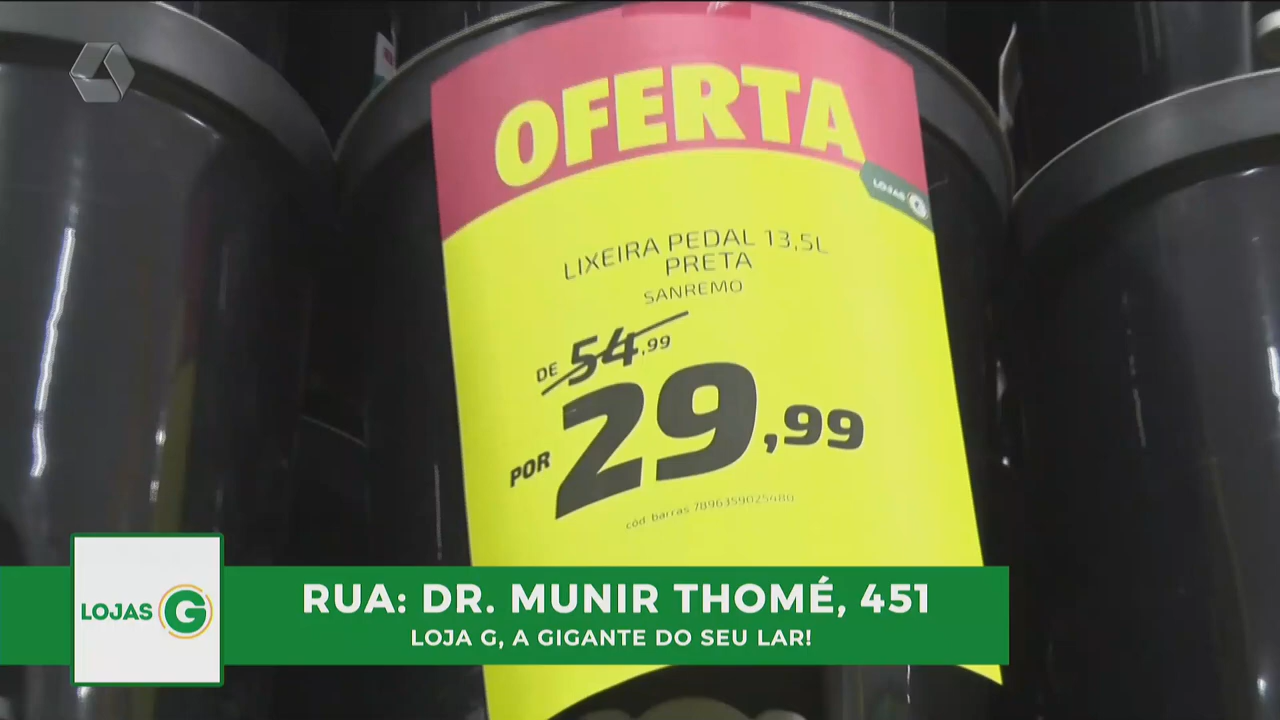 OFERTA
LOJAS G
LIXEIRA PEDAL 13,5L
PRETA
SANREMO
DE 54,99
POR 29,99
cód. barras 7896359025480
LOJAS G
RUA: DR. MUNIR THOMÉ, 451
LOJA G, A GIGANTE DO SEU LAR!